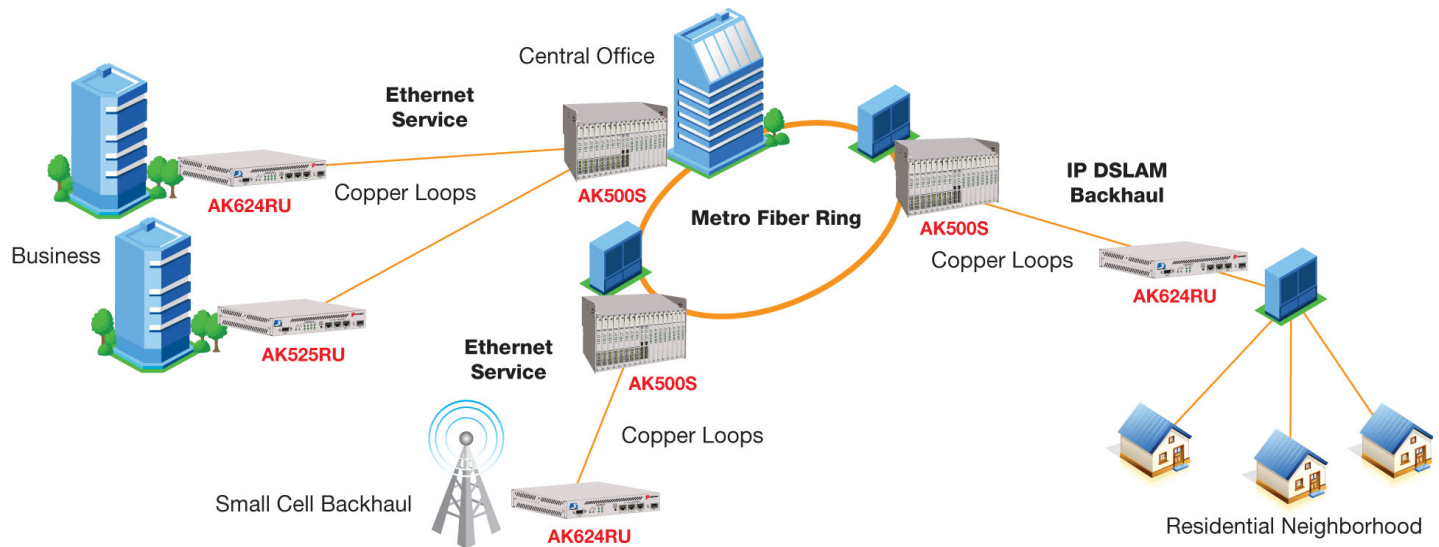 Central Office
Ethernet
Service
Copper Loops
AK624RU
AK500S
Business
AK525RU
Metro Fiber Ring
IP DSLAM
Backhaul
AK500S
Copper Loops
AK624RU
Ethernet
Service
AK500S
Copper Loops
Small Cell Backhaul
AK624RU
Residential Neighborhood